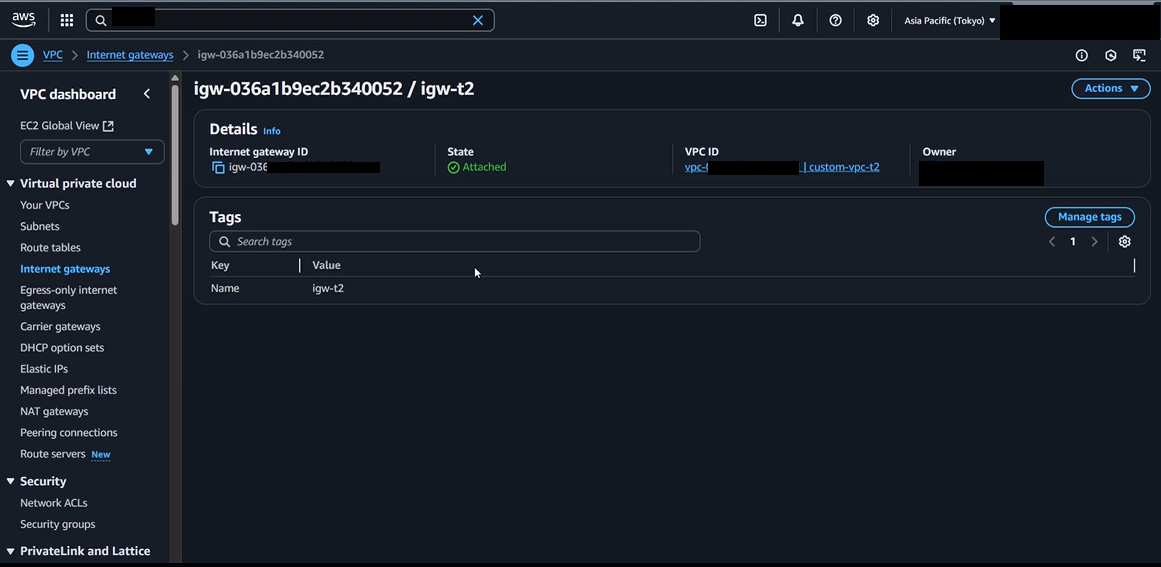 aws
Asia Pacific (Tokyo)
VPC > Internet gateways > igw-036a1b9ec2b340052
VPC dashboard
EC2 Global View
Filter by VPC
Virtual private cloud
Your VPCs
Subnets
Route tables
Internet gateways
Egress-only internet
gateways
Carrier gateways
DHCP option sets
Elastic IPs
Managed prefix lists
NAT gateways
Peering connections
Route servers New
Security
Network ACLs
Security groups
PrivateLink and Lattice
igw-036a1b9ec2b340052 / igw-t2
Actions
Details Info
Internet gateway ID
igw-036
State
Attached
VPC ID
vpc-0 | custom-vpc-t2
Owner
Tags
Manage tags
Search tags
1
Key Value
Name igw-t2